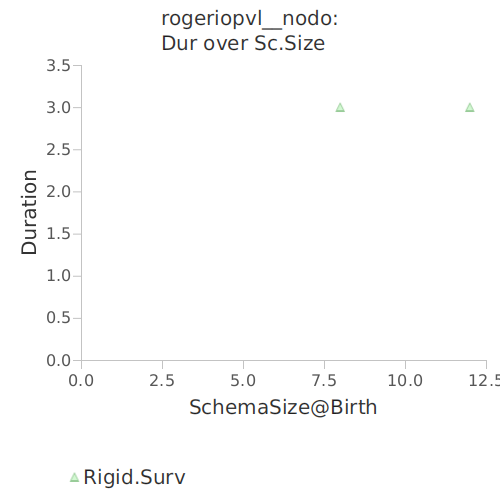 rogeriopvl__nodo:
Dur over Sc.Size
3.5
3.0
2.5
2.0
1.5
1.0
0.5
0.0
Duration
0.0 2.5 5.0 7.5 10.0 12.5
SchemaSize@Birth
Rigid.Surv